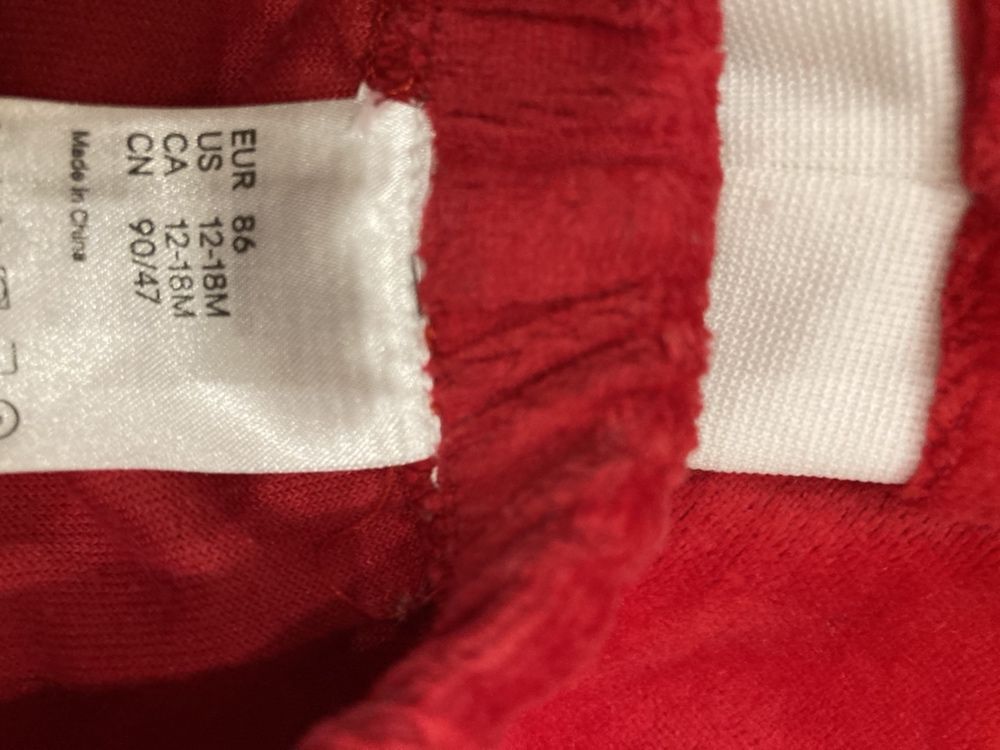 EUR 86
US 12-18M
CA 12-18M
CN 90/47
Made in China